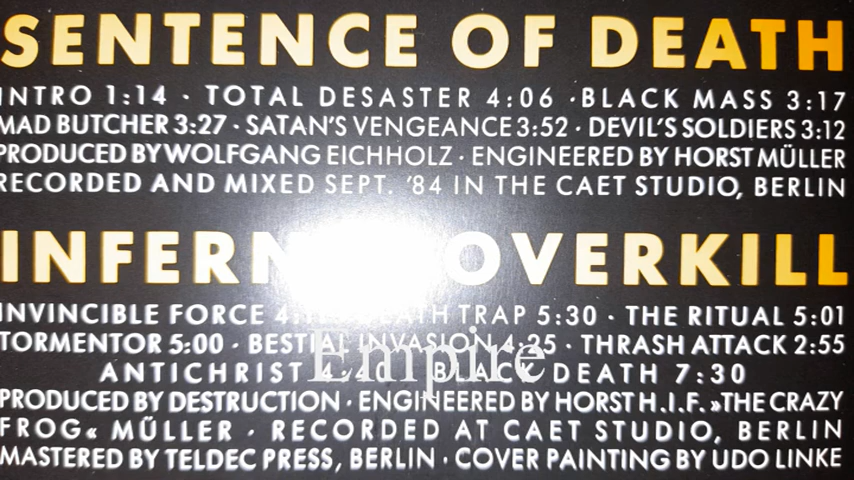 SENTENCE OF DEATH
INTRO 1:14 · TOTAL DESASTER 4:06 · BLACK MASS 3:17
MAD BUTCHER 3:27 · SATAN'S VENGEANCE 3:52 · DEVIL'S SOLDIERS 3:12
PRODUCED BY WOLFGANG EICHHOLZ · ENGINEERED BY HORST MÜLLER
RECORDED AND MIXED SEPT. '84 IN THE CAET STUDIO, BERLIN
OVERKILL
INVINCIBLE FORCE TRAP 5:30 · THE RITUAL 5:01
TORMENTOR 5:00 · BESTIAL INVASION 4:25 · THRASH ATTACK 2:55
Empire
ANTICHRIST BLACK DEATH 7:30
PRODUCED BY DESTRUCTION · ENGINEERED BY HORST H.I.F. »THE CRAZY
FROG« MÜLLER · RECORDED AT CAET STUDIO, BERLIN
MASTERED BY TELDEC PRESS, BERLIN · COVER PAINTING BY UDO LINKE